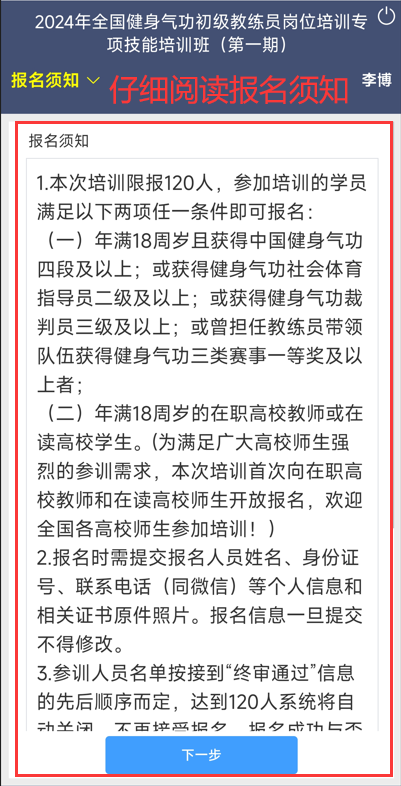 2024年全国健身气功初级教练员岗位培训专
项技能培训班（第一期）
报名须知
仔细阅读报名须知
李博
报名须知
1.本次培训限报120人，参加培训的学员
满足以下两项任一条件即可报名：
（一）年满18周岁且获得中国健身气功
四段及以上；或获得健身气功社会体育
指导员二级及以上；或获得健身气功裁
判员三级及以上；或曾担任教练员带领
队伍获得健身气功三类赛事一等奖及以
上者；
（二）年满18周岁的在职高校教师或在
读高校学生。(为满足广大高校师生强
烈的参训需求，本次培训首次向在职高
校教师和在读高校师生开放报名，欢迎
全国各高校师生参加培训！)
2.报名时需提交报名人员姓名、身份证
号、联系电话（同微信）等个人信息和
相关证书原件照片。报名信息一旦提交
不得修改。
3.参训人员名单按接到“终审通过”信息
的先后顺序而定，达到120人系统将自
动关闭，不再接受报名。报名成功与否
下一步